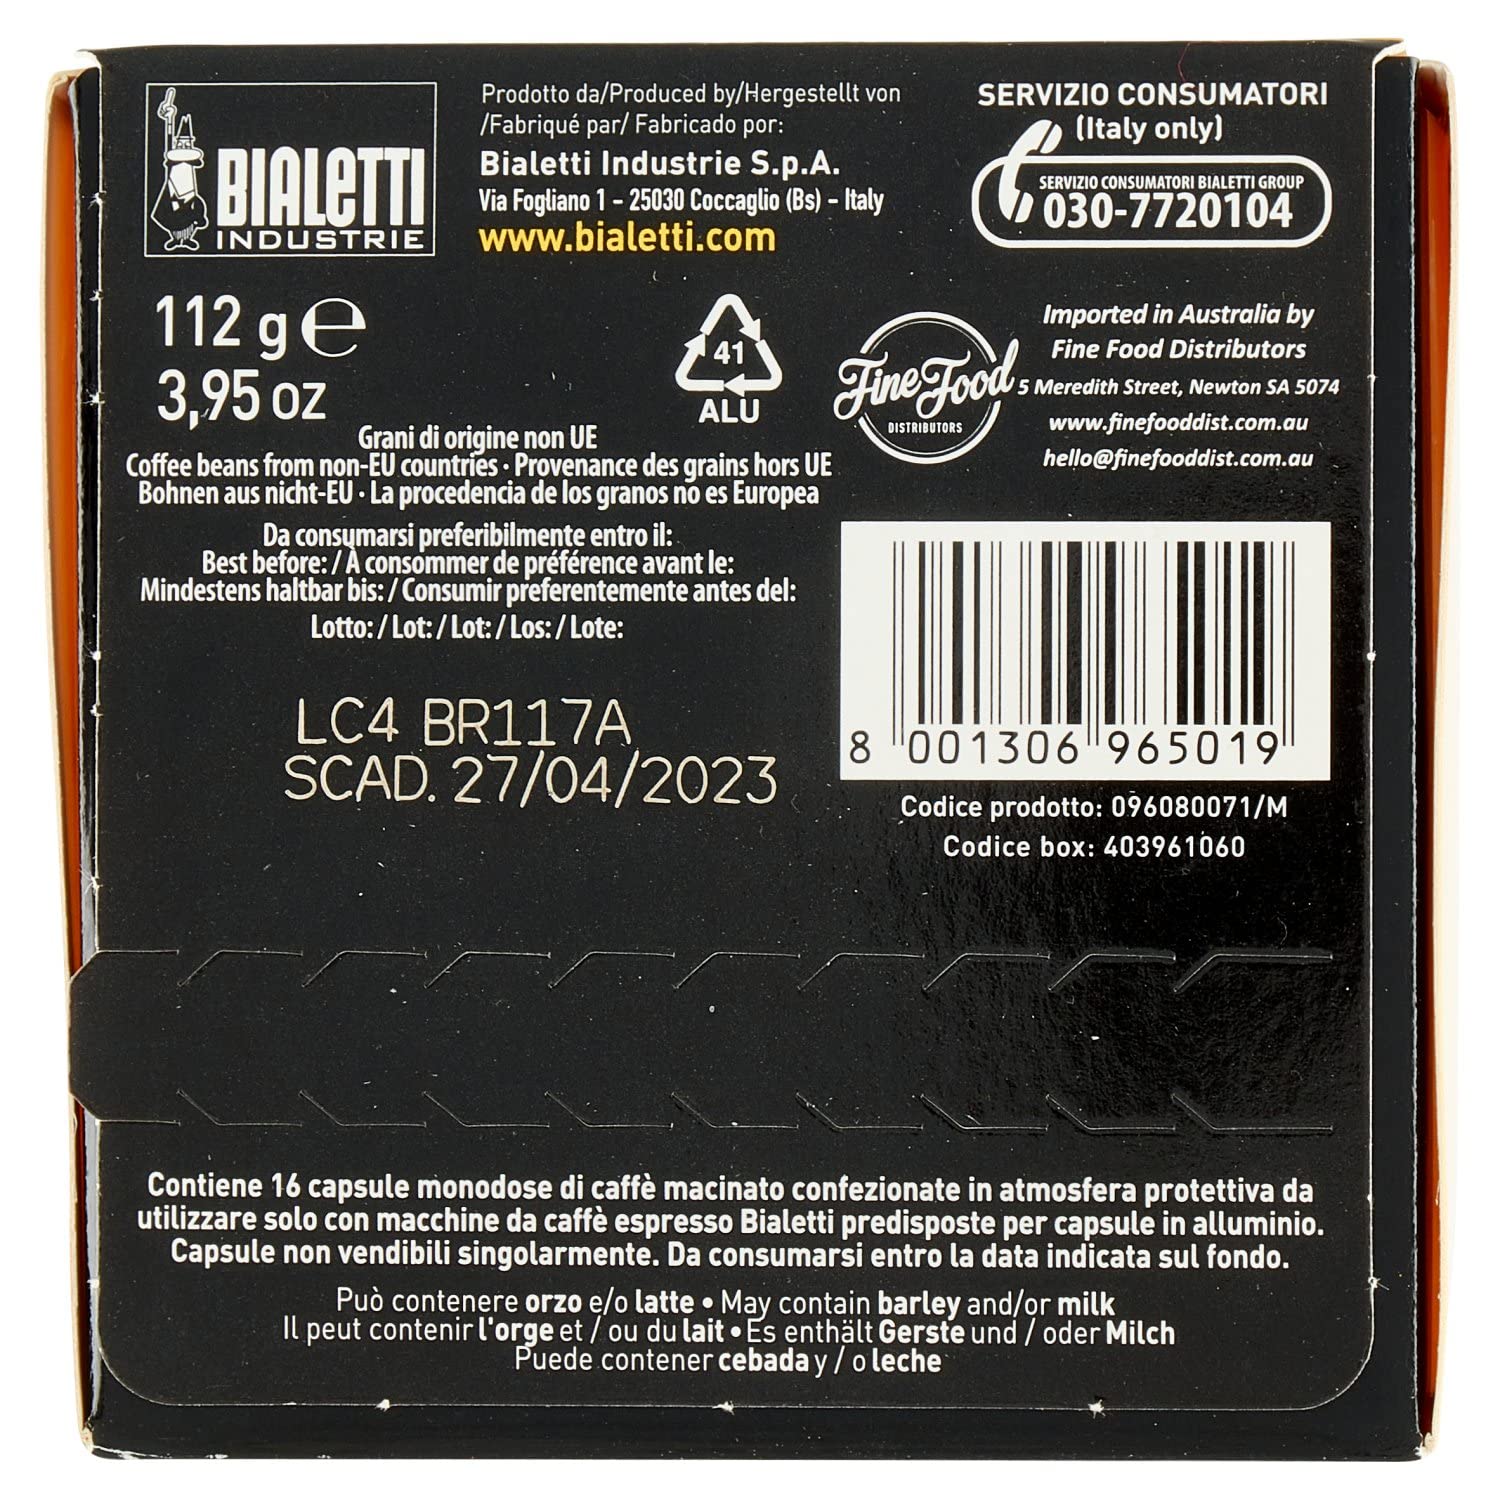 BIALETTI
INDUSTRIE
Prodotto da/Produced by/Hergestellt von
/Fabriqué par/ Fabricado por:
Bialetti Industrie S.p.A.
Via Fogliano 1 - 25030 Coccaglio (Bs) - Italy
www.bialetti.com
SERVIZIO CONSUMATORI
(Italy only)
SERVIZIO CONSUMATORI BIALETTI GROUP
030-7720104
112 g ℮
3,95 oz
41
ALU
Fine Food
DISTRIBUTORS
Imported in Australia by
Fine Food Distributors
5 Meredith Street, Newton SA 5074
www.finefooddist.com.au
hello@finefooddist.com.au
Grani di origine non UE
Coffee beans from non-EU countries · Provenance des grains hors UE
Bohnen aus nicht-EU · La procedencia de los granos no es Europea
Da consumarsi preferibilmente entro il:
Best before: / À consommer de préférence avant le:
Mindestens haltbar bis: / Consumir preferentemente antes del:
Lotto: / Lot: / Lot: / Los: / Lote:
LC4 BR117A
SCAD. 27/04/2023
8 001306 965019
Codice prodotto: 096080071/M
Codice box: 403961060
Contiene 16 capsule monodose di caffè macinato confezionate in atmosfera protettiva da
utilizzare solo con macchine da caffè espresso Bialetti predisposte per capsule in alluminio.
Capsule non vendibili singolarmente. Da consumarsi entro la data indicata sul fondo.
Può contenere orzo e/o latte • May contain barley and/or milk
Il peut contenir l'orge et / ou du lait • Es enthält Gerste und / oder Milch
Puede contener cebada y / o leche